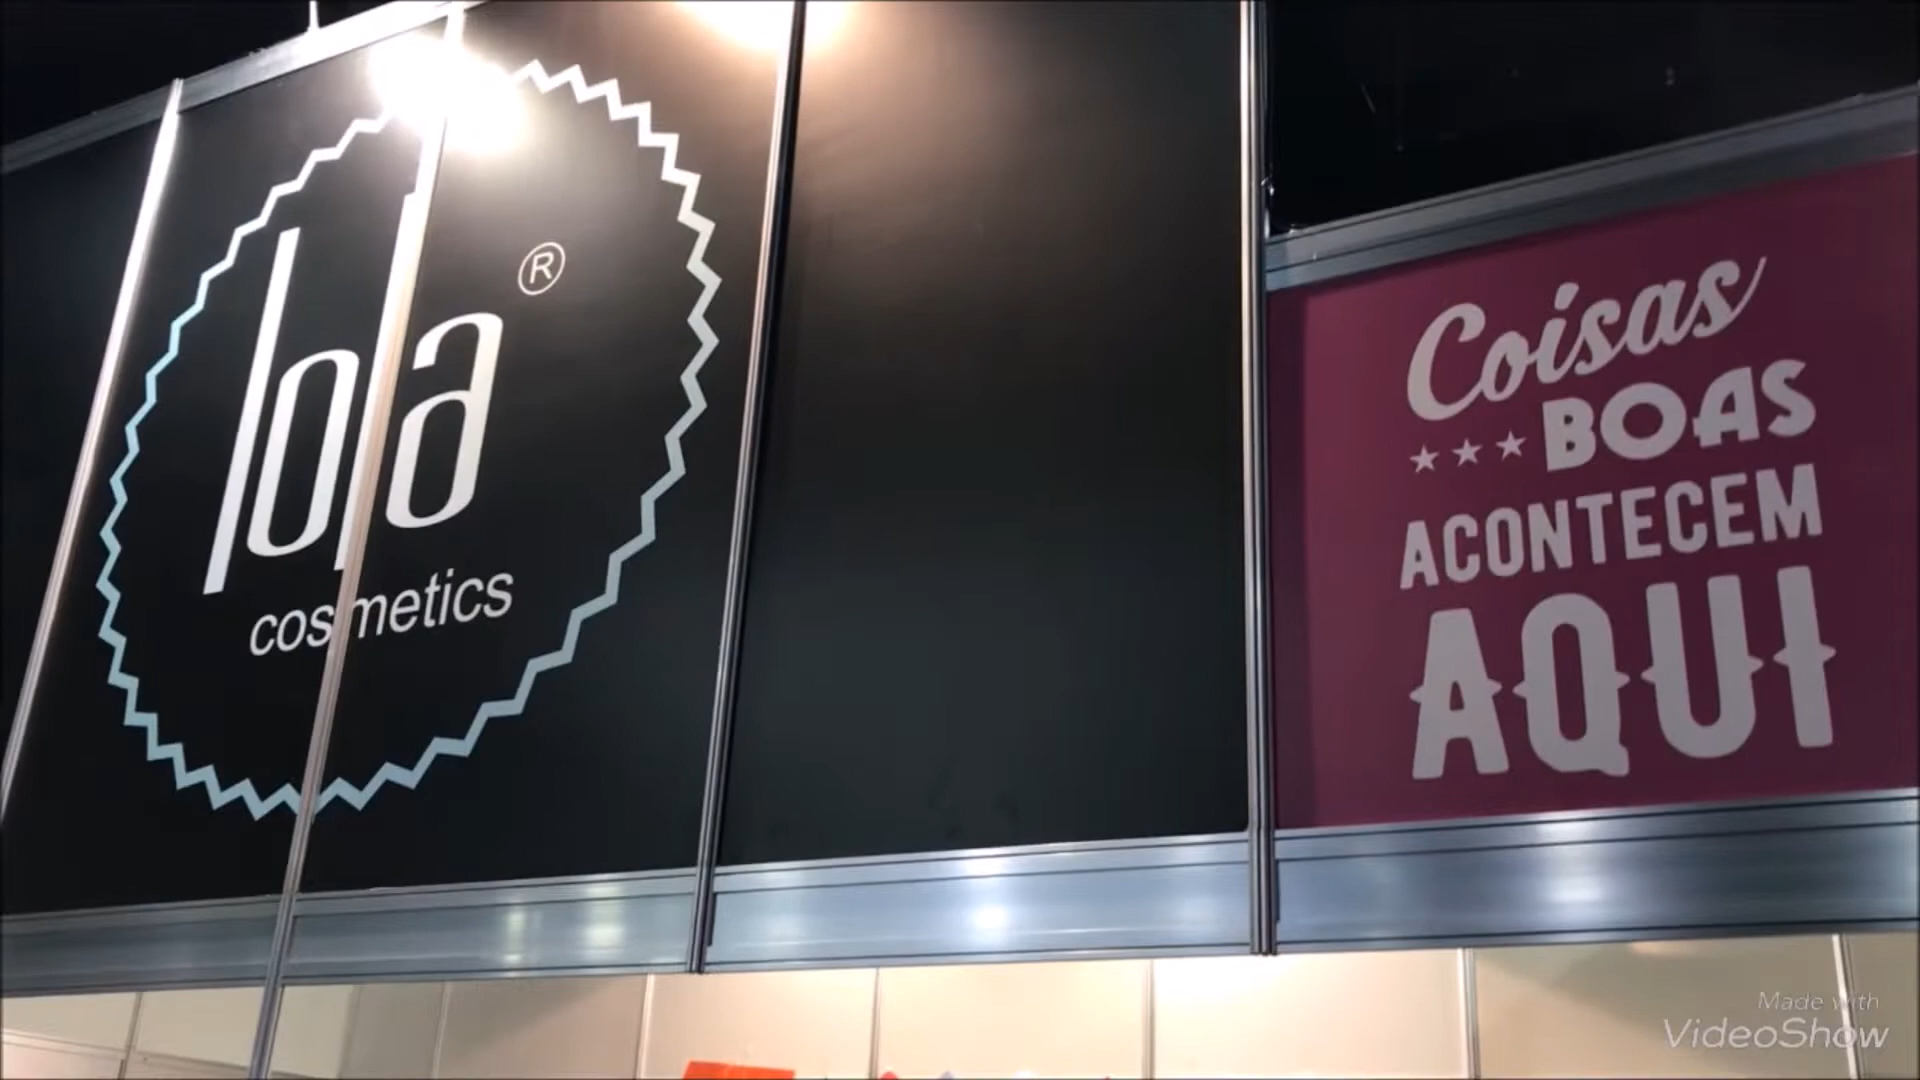 lola
®
cosmetics
Coisas
*** BOAS
ACONTECEM
AQUI
Made with
VideoShow